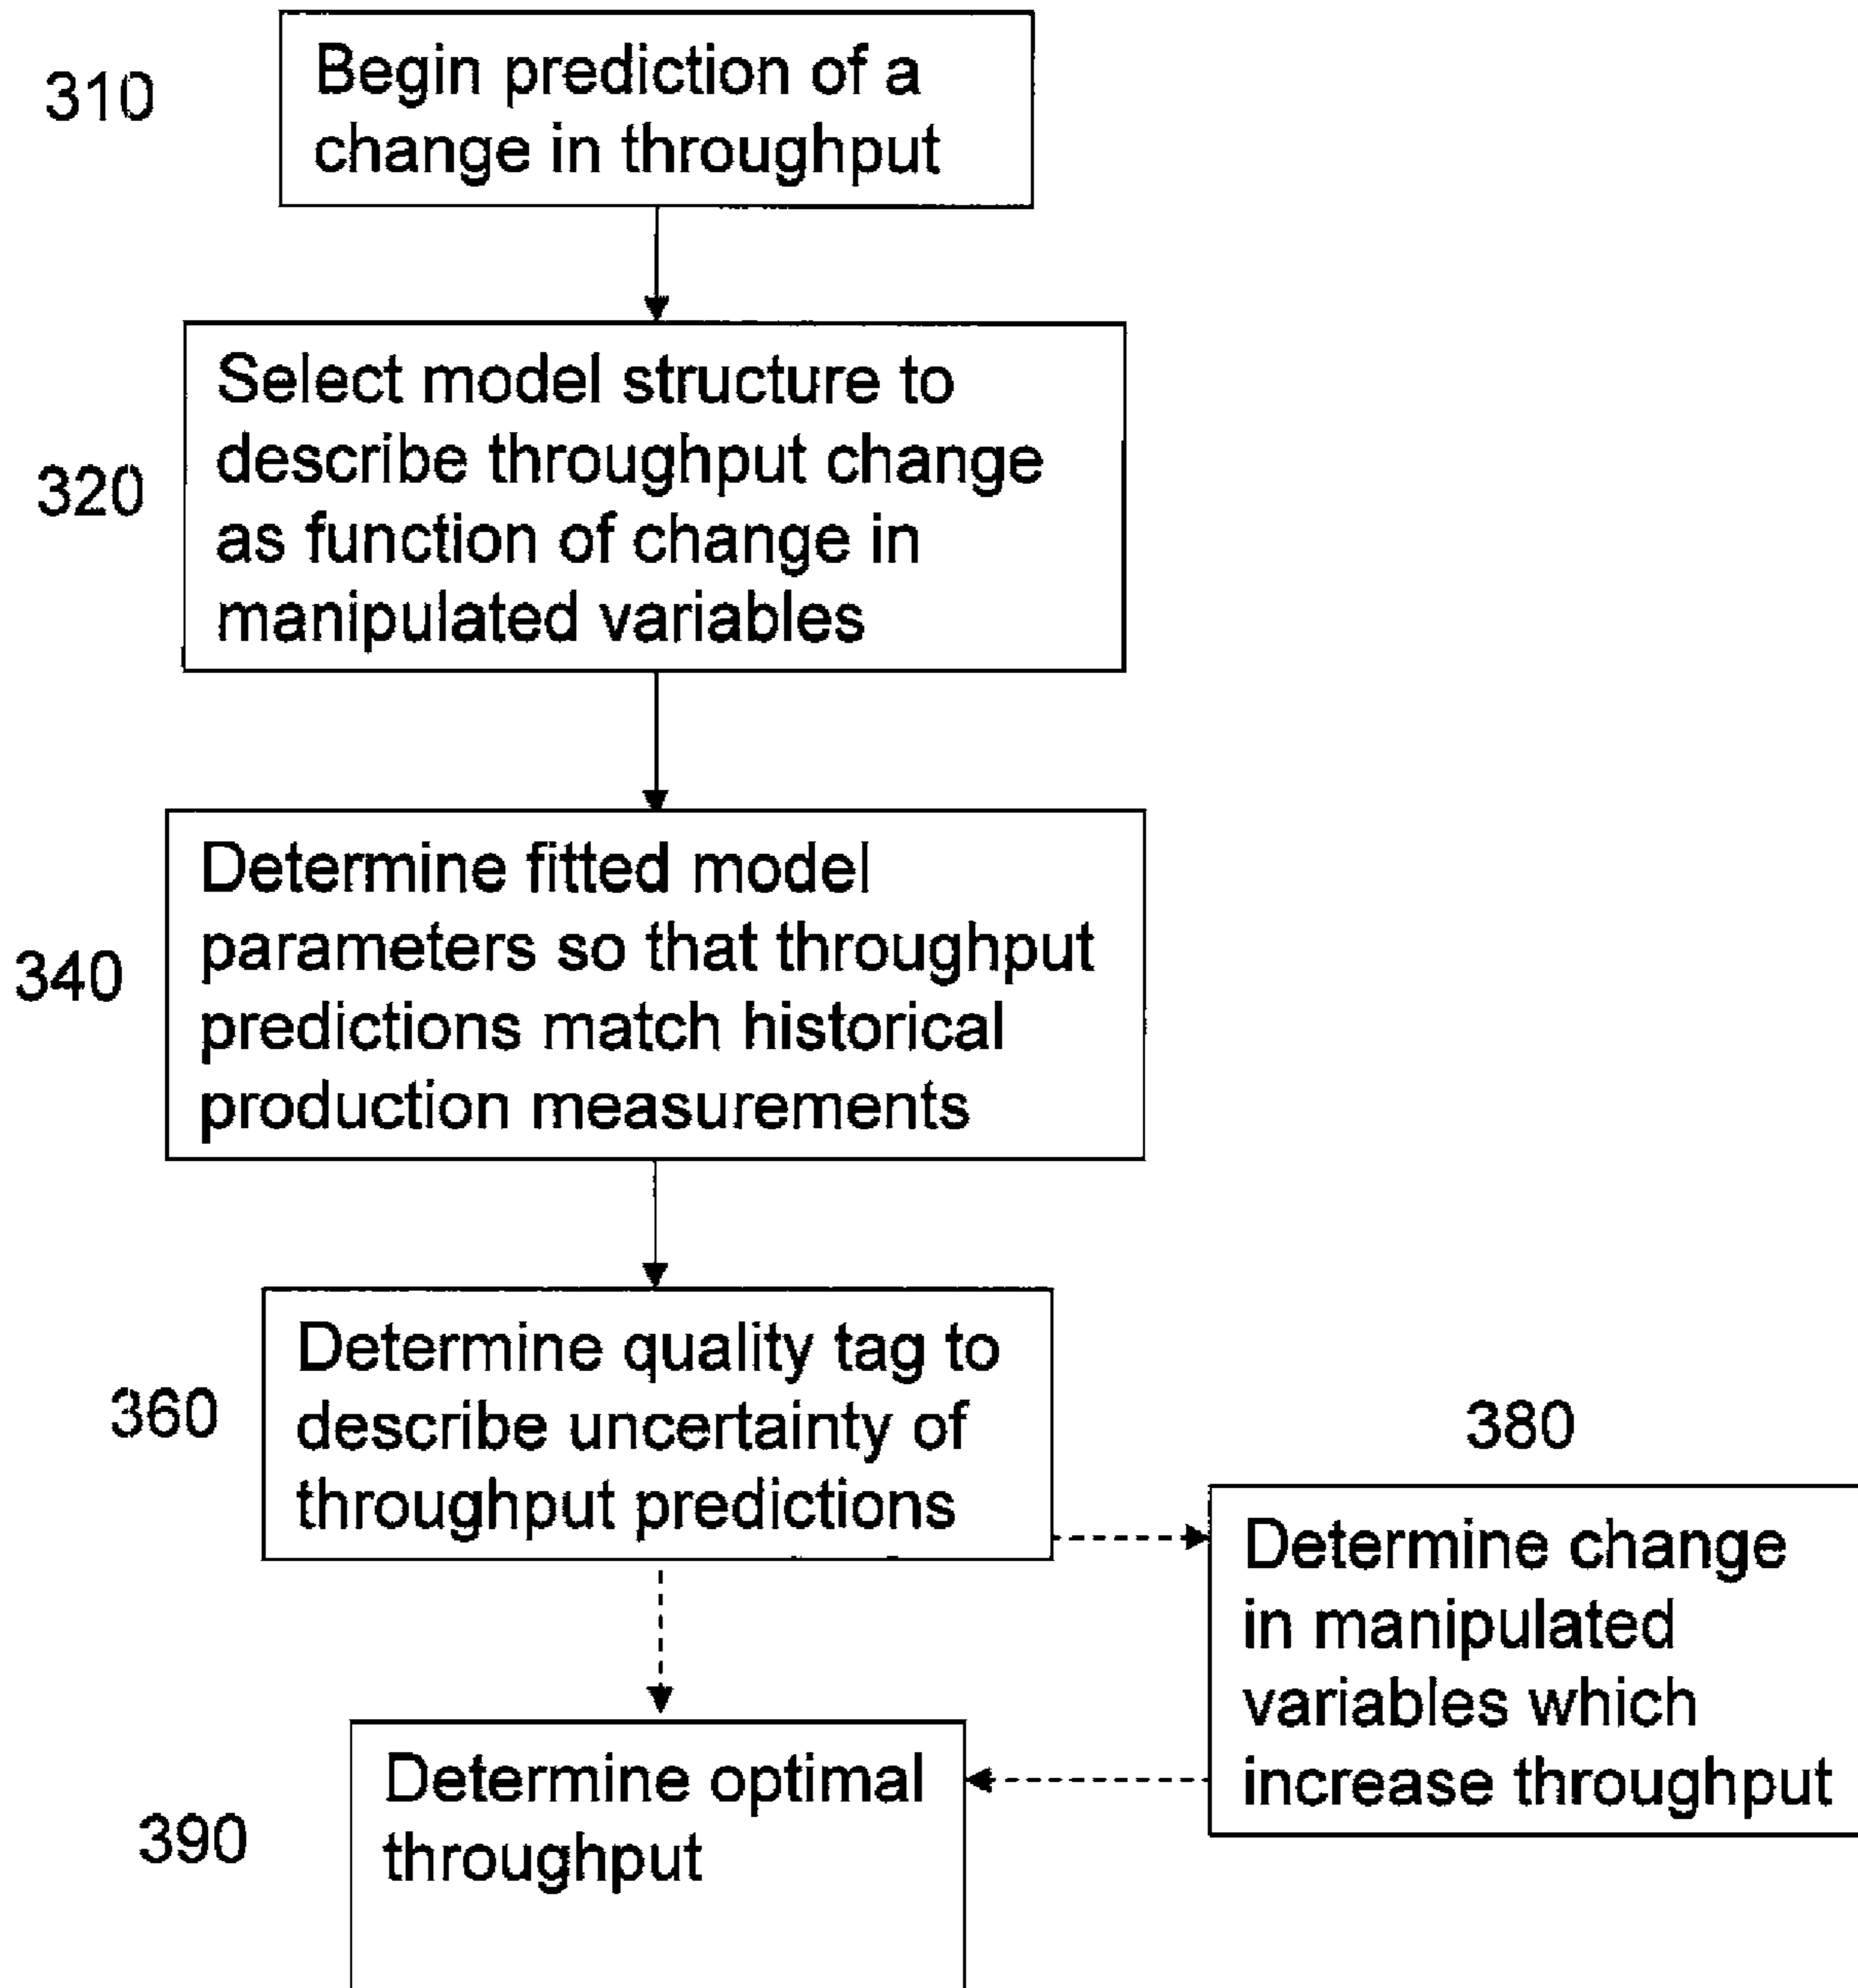 310
Begin prediction of a
change in throughput
320
Select model structure to
describe throughput change
as function of change in
manipulated variables
340
Determine fitted model
parameters so that throughput
predictions match historical
production measurements
360
Determine quality tag to
describe uncertainty of
throughput predictions
380
Determine change
in manipulated
variables which
increase throughput
390
Determine optimal
throughput